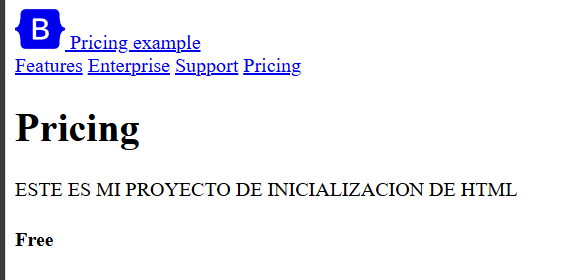 B Pricing example
Features Enterprise Support Pricing
Pricing
ESTE ES MI PROYECTO DE INICIALIZACION DE HTML
Free